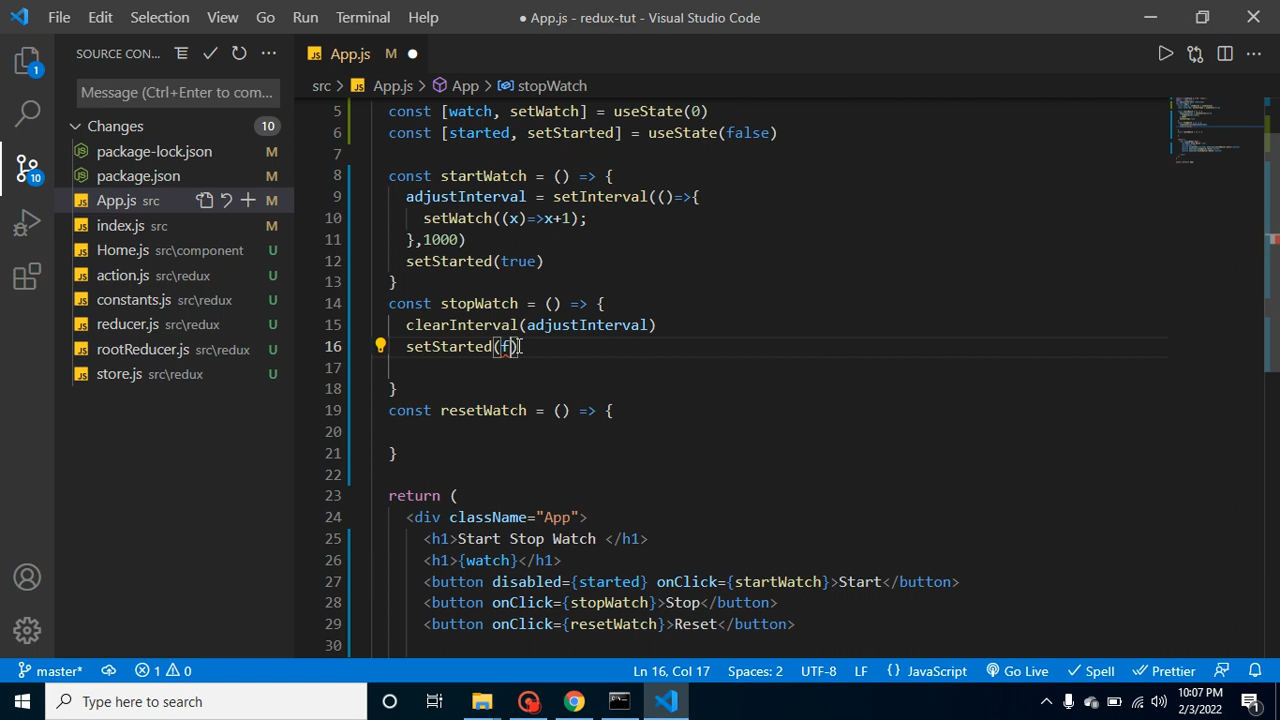 File Edit Selection View Go Run Terminal Help
● App.js - redux-tut - Visual Studio Code
SOURCE CON...
App.js M
1
Message (Ctrl+Enter to com...
src > App.js > App > stopWatch
Changes 10
package-lock.json M
package.json M
App.js src M
index.js src M
Home.js src\component U
action.js src\redux U
constants.js src\redux U
reducer.js src\redux U
rootReducer.js src\redux U
store.js src\redux U
10
5 const [watch, setWatch] = useState(0)
6 const [started, setStarted] = useState(false)
7
8 const startWatch = () => {
9 adjustInterval = setInterval(()=>{
10 setWatch((x)=>x+1);
11 },1000)
12 setStarted(true)
13 }
14 const stopWatch = () => {
15 clearInterval(adjustInterval)
16 setStarted(f)
17
18 }
19 const resetWatch = () => {
20
21 }
22
23 return (
24 <div className="App">
25 <h1>Start Stop Watch </h1>
26 <h1>{watch}</h1>
27 <button disabled={started} onClick={startWatch}>Start</button>
28 <button onClick={stopWatch}>Stop</button>
29 <button onClick={resetWatch}>Reset</button>
30
master* 1 0 Ln 16, Col 17 Spaces: 2 UTF-8 LF {} JavaScript Go Live Spell Prettier
Type here to search
10:07 PM
2/3/2022
1